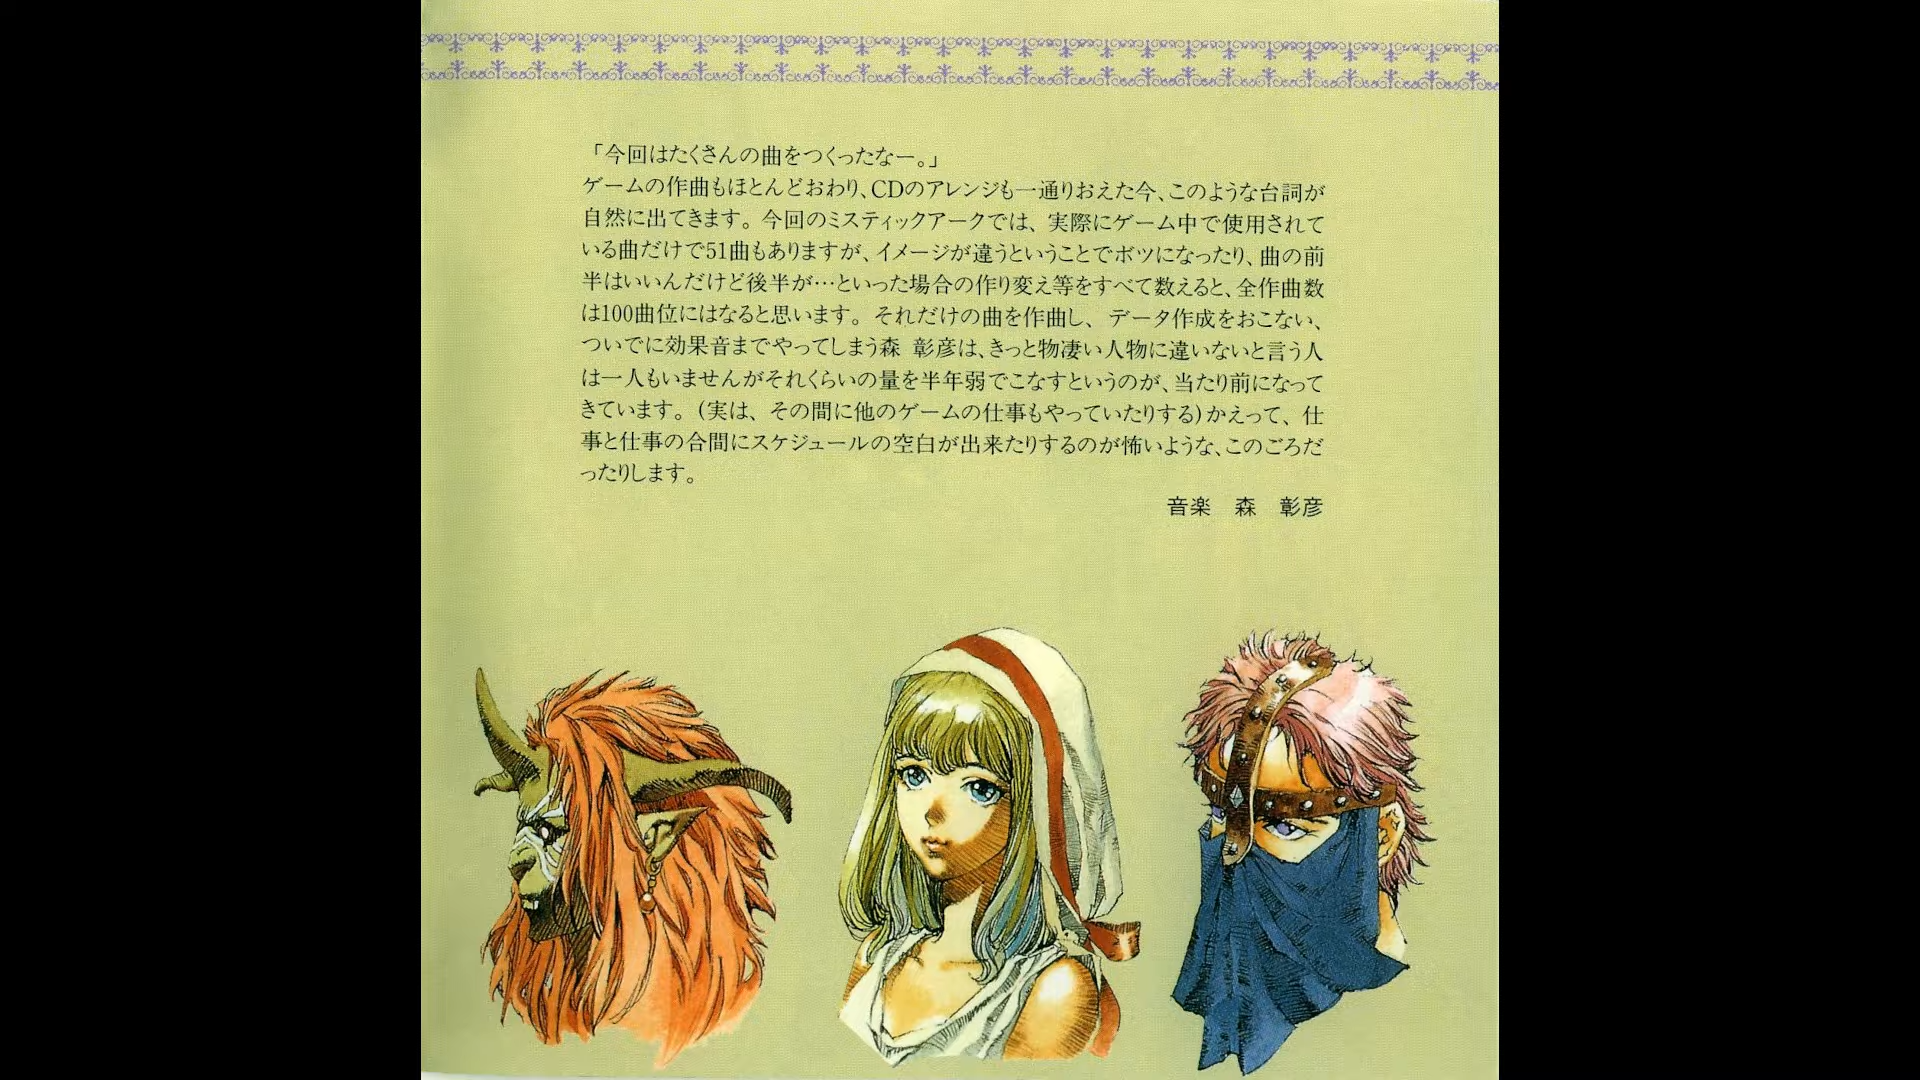 「今回はたくさんの曲をつくったなー。」
ゲームの作曲もほとんどおわり、CDのアレンジも一通りおえた今、このような台詞が
自然に出てきます。今回のミスティックアークでは、実際にゲーム中で使用されて
いる曲だけで51曲もありますが、イメージが違うということでボツになったり、曲の前
半はいいんだけど後半が…といった場合の作り変え等をすべて数えると、全作曲数
は100曲位にはなると思います。それだけの曲を作曲し、データ作成をおこない、
ついでに効果音までやってしまう森 彰彦は、きっと物凄い人物に違いないと言う人
は一人もいませんがそれくらいの量を半年弱でこなすというのが、当たり前になって
きています。(実は、その間に他のゲームの仕事もやっていたりする)かえって、仕
事と仕事の合間にスケジュールの空白が出来たりするのが怖いような、このごろだ
ったりします。
音楽 森 彰彦